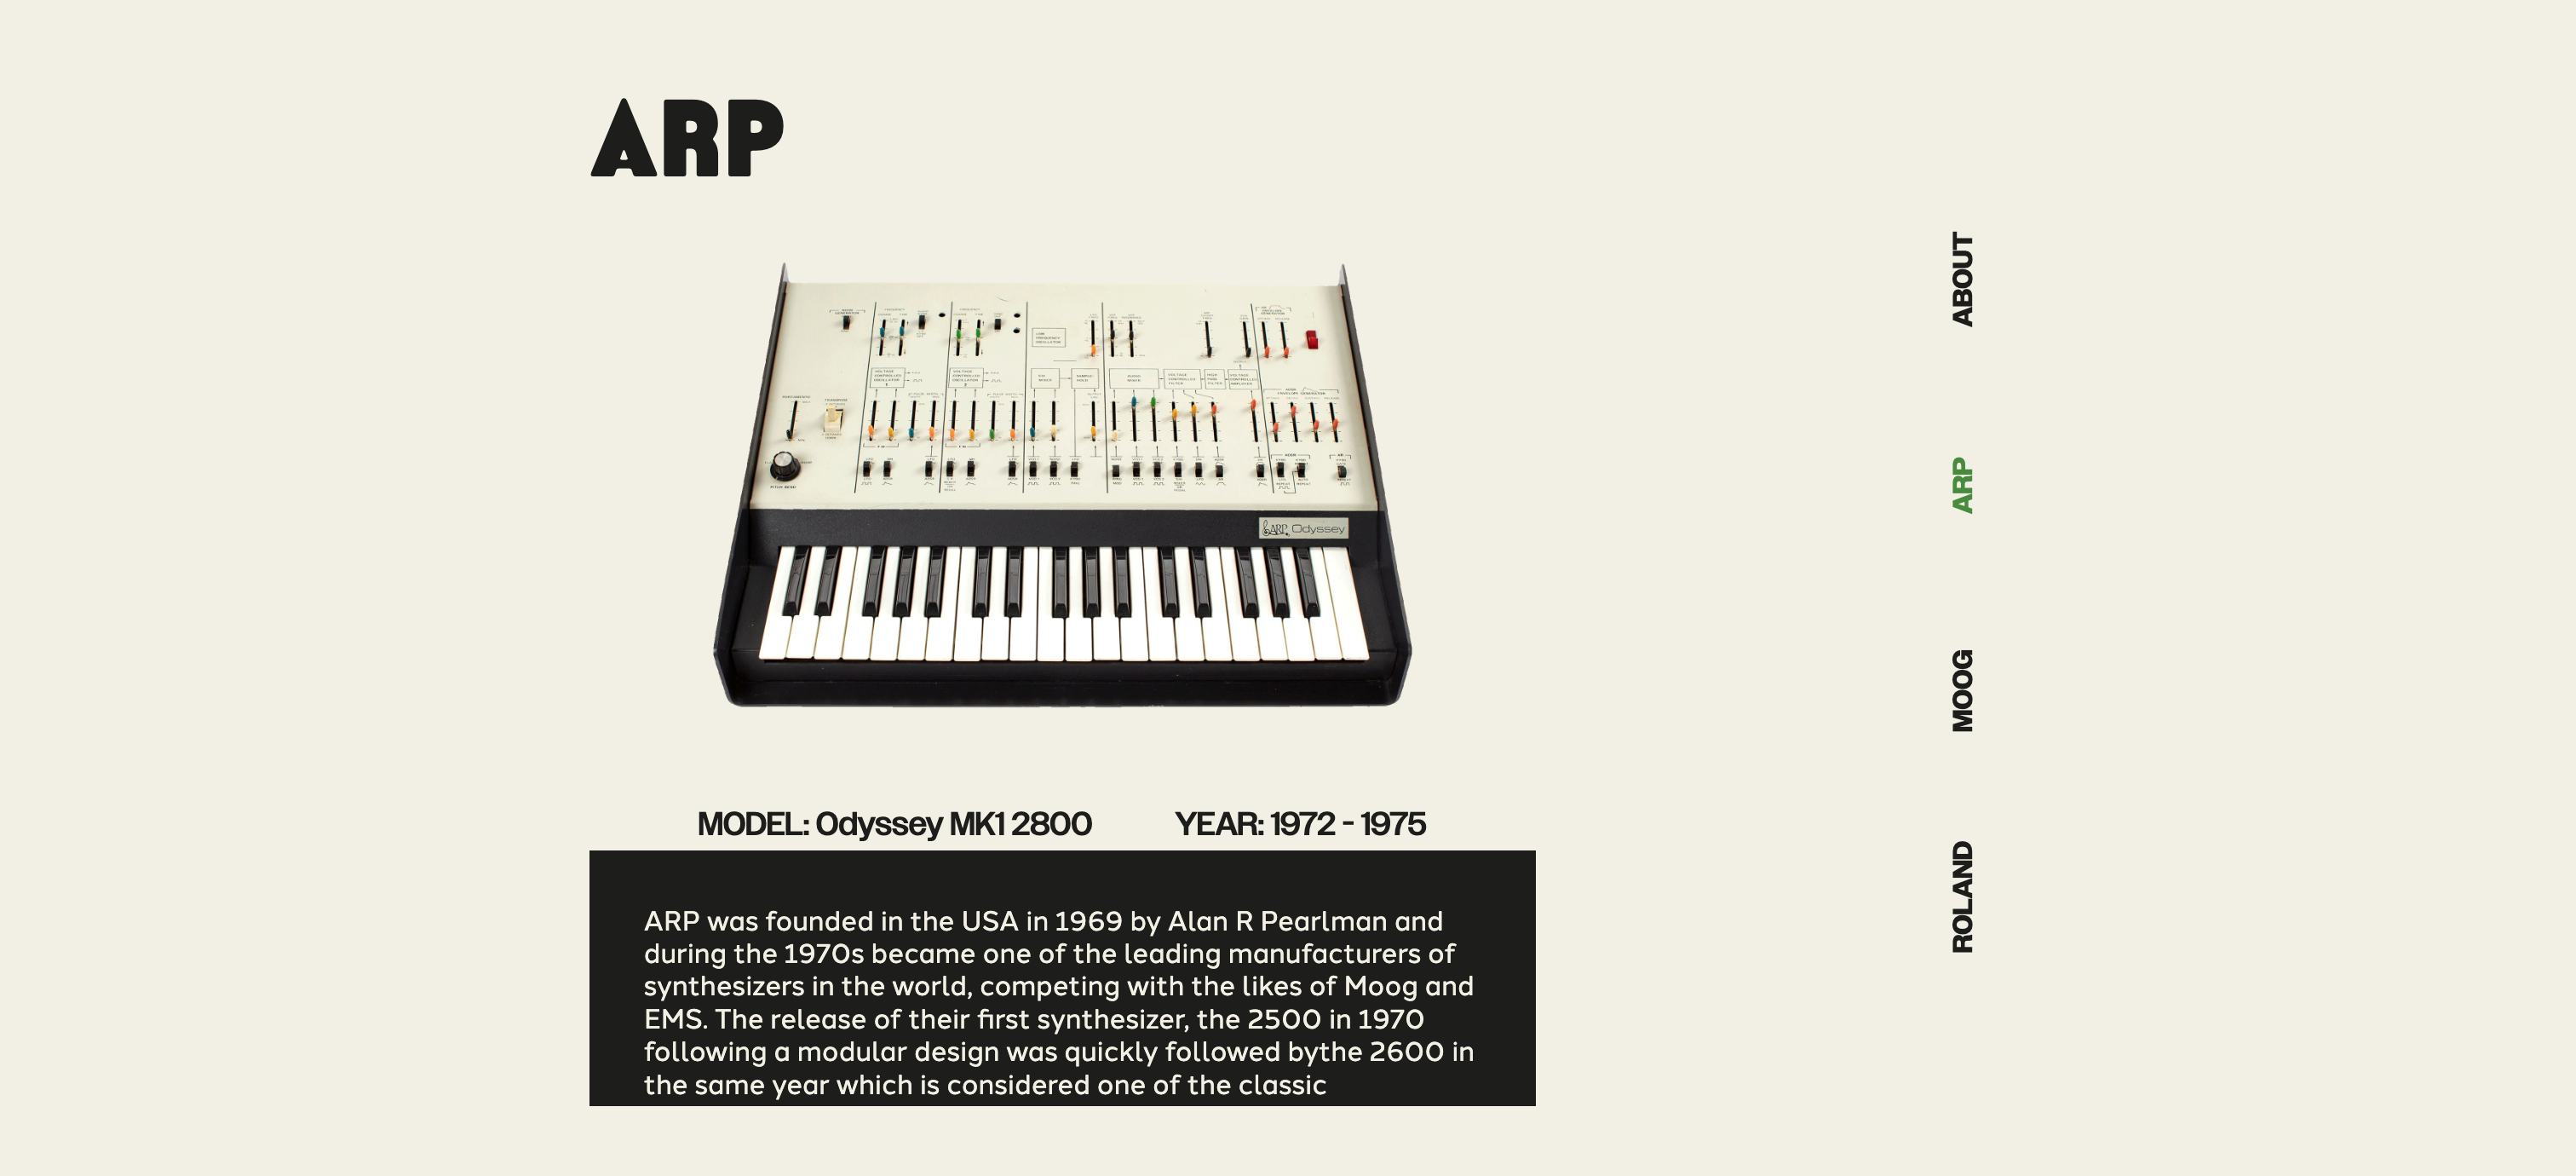 ARP
ABOUT
ARP
MOOG
ROLAND
ARP Odyssey
MODEL: Odyssey MK1 2800
YEAR: 1972 - 1975
ARP was founded in the USA in 1969 by Alan R Pearlman and
during the 1970s became one of the leading manufacturers of
synthesizers in the world, competing with the likes of Moog and
EMS. The release of their first synthesizer, the 2500 in 1970
following a modular design was quickly followed bythe 2600 in
the same year which is considered one of the classic